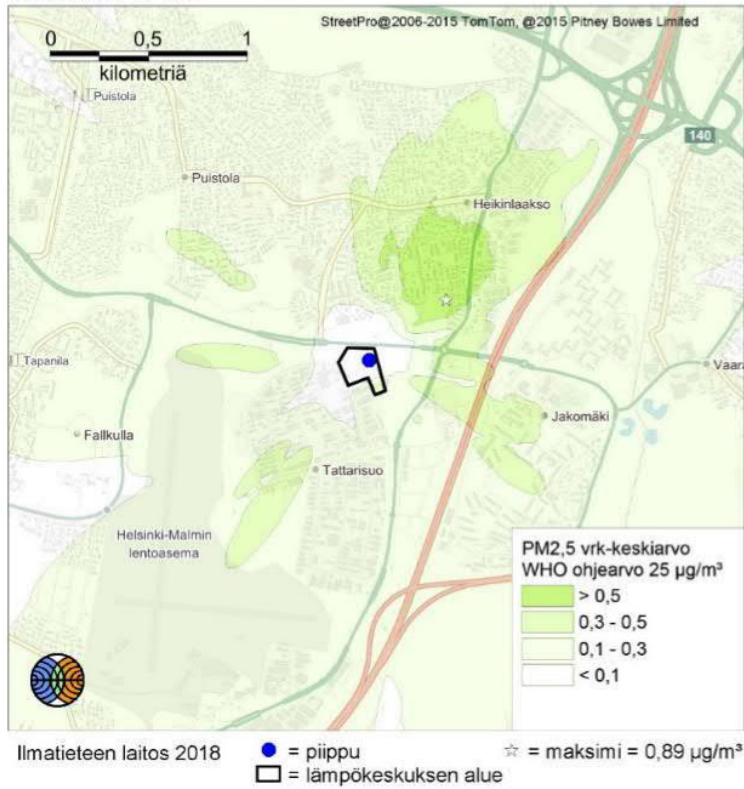 StreetPro@2006-2015 TomTom, @2015 Pitney Bowes Limited
0 0,5 1
kilometriä
Puistola
140
Puistola
Heikinlaakso
Tapanila
Vaara
Fallkulla
Jakomäki
Tattarisuo
Helsinki-Malmin
lentoasema
PM2,5 vrk-keskiarvo
WHO ohjearvo 25 µg/m³
> 0,5
0,3 - 0,5
0,1 - 0,3
< 0,1
Ilmatieteen laitos 2018 = piippu ☆ = maksimi = 0,89 µg/m³
= lämpökeskuksen alue